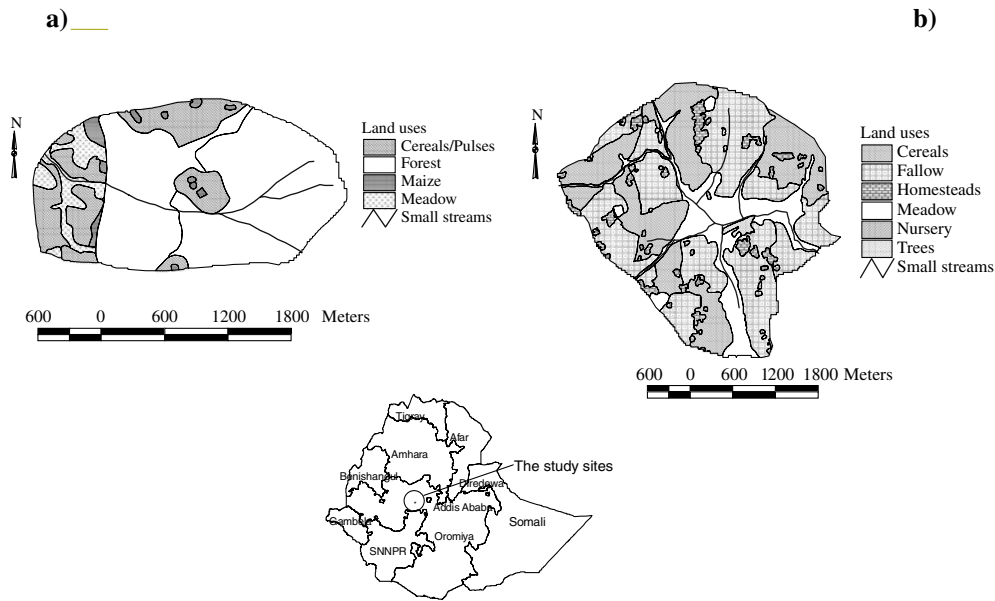 a)
b)
N
Land uses
Cereals/Pulses
Forest
Maize
Meadow
Small streams
600 0 600 1200 1800 Meters
N
Land uses
Cereals
Fallow
Homesteads
Meadow
Nursery
Trees
Small streams
600 0 600 1200 1800 Meters
Tigray
Afar
Amhara
Benishangul
The study sites
Diredewa
Addis Ababa
Gambela
Somali
Oromiya
SNNPR